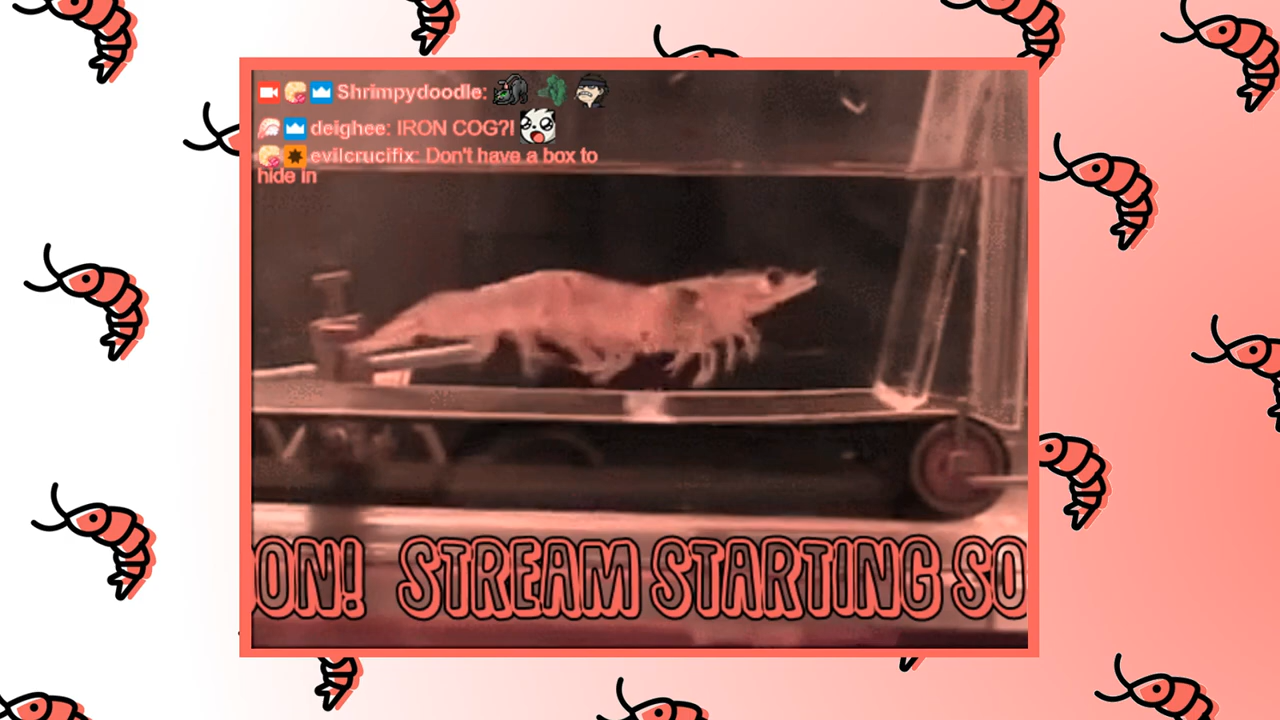 Shrimpydoodle:
deighee: IRON COG?!
evilcrucifix: Don't have a box to
hide in
ON! STREAM STARTING SO